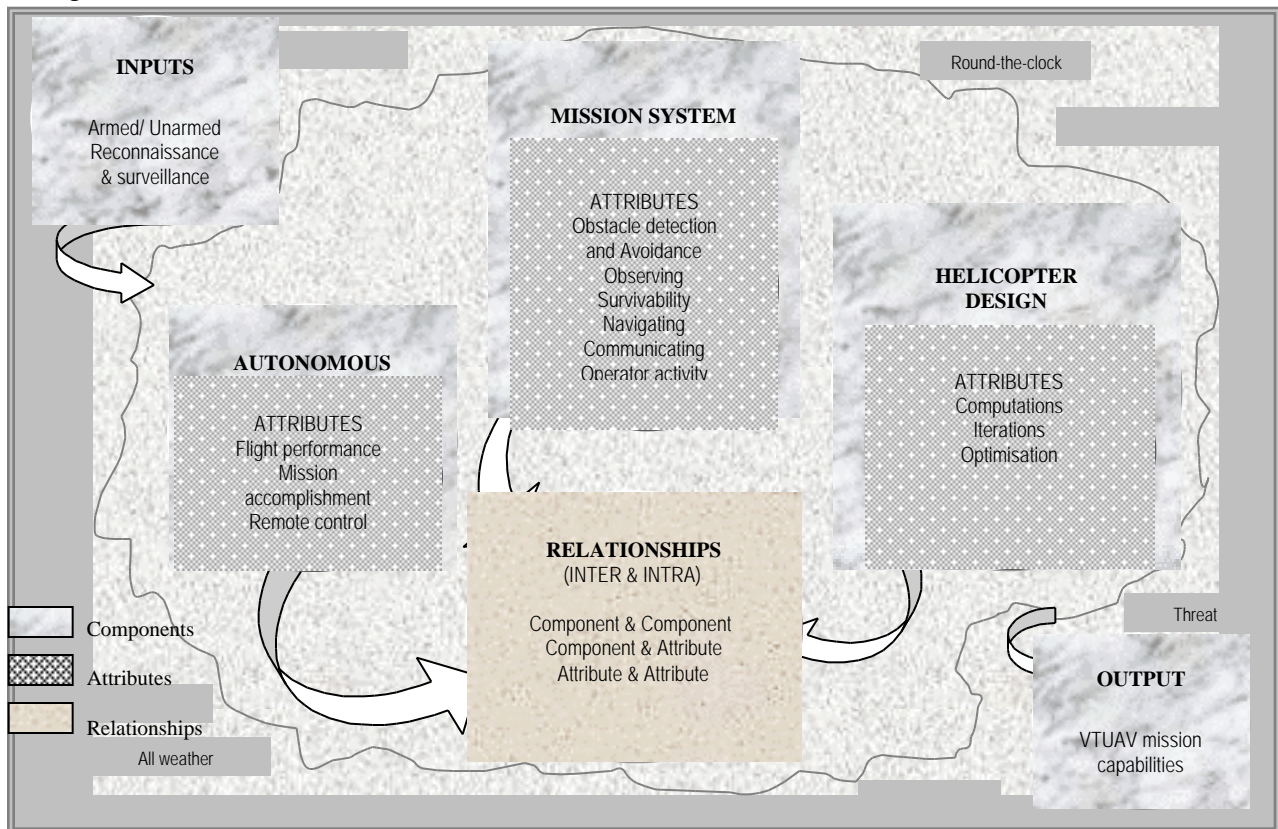 INPUTS
Armed/ Unarmed
Reconnaissance
& surveillance
Round-the-clock
MISSION SYSTEM
ATTRIBUTES
Obstacle detection
and Avoidance
Observing
Survivability
Navigating
Communicating
Operator activity
HELICOPTER
DESIGN
ATTRIBUTES
Computations
Iterations
Optimisation
AUTONOMOUS
ATTRIBUTES
Flight performance
Mission
accomplishment
Remote control
RELATIONSHIPS
(INTER & INTRA)
Component & Component
Component & Attribute
Attribute & Attribute
Components
Attributes
Relationships
All weather
Threat
OUTPUT
VTUAV mission
capabilities